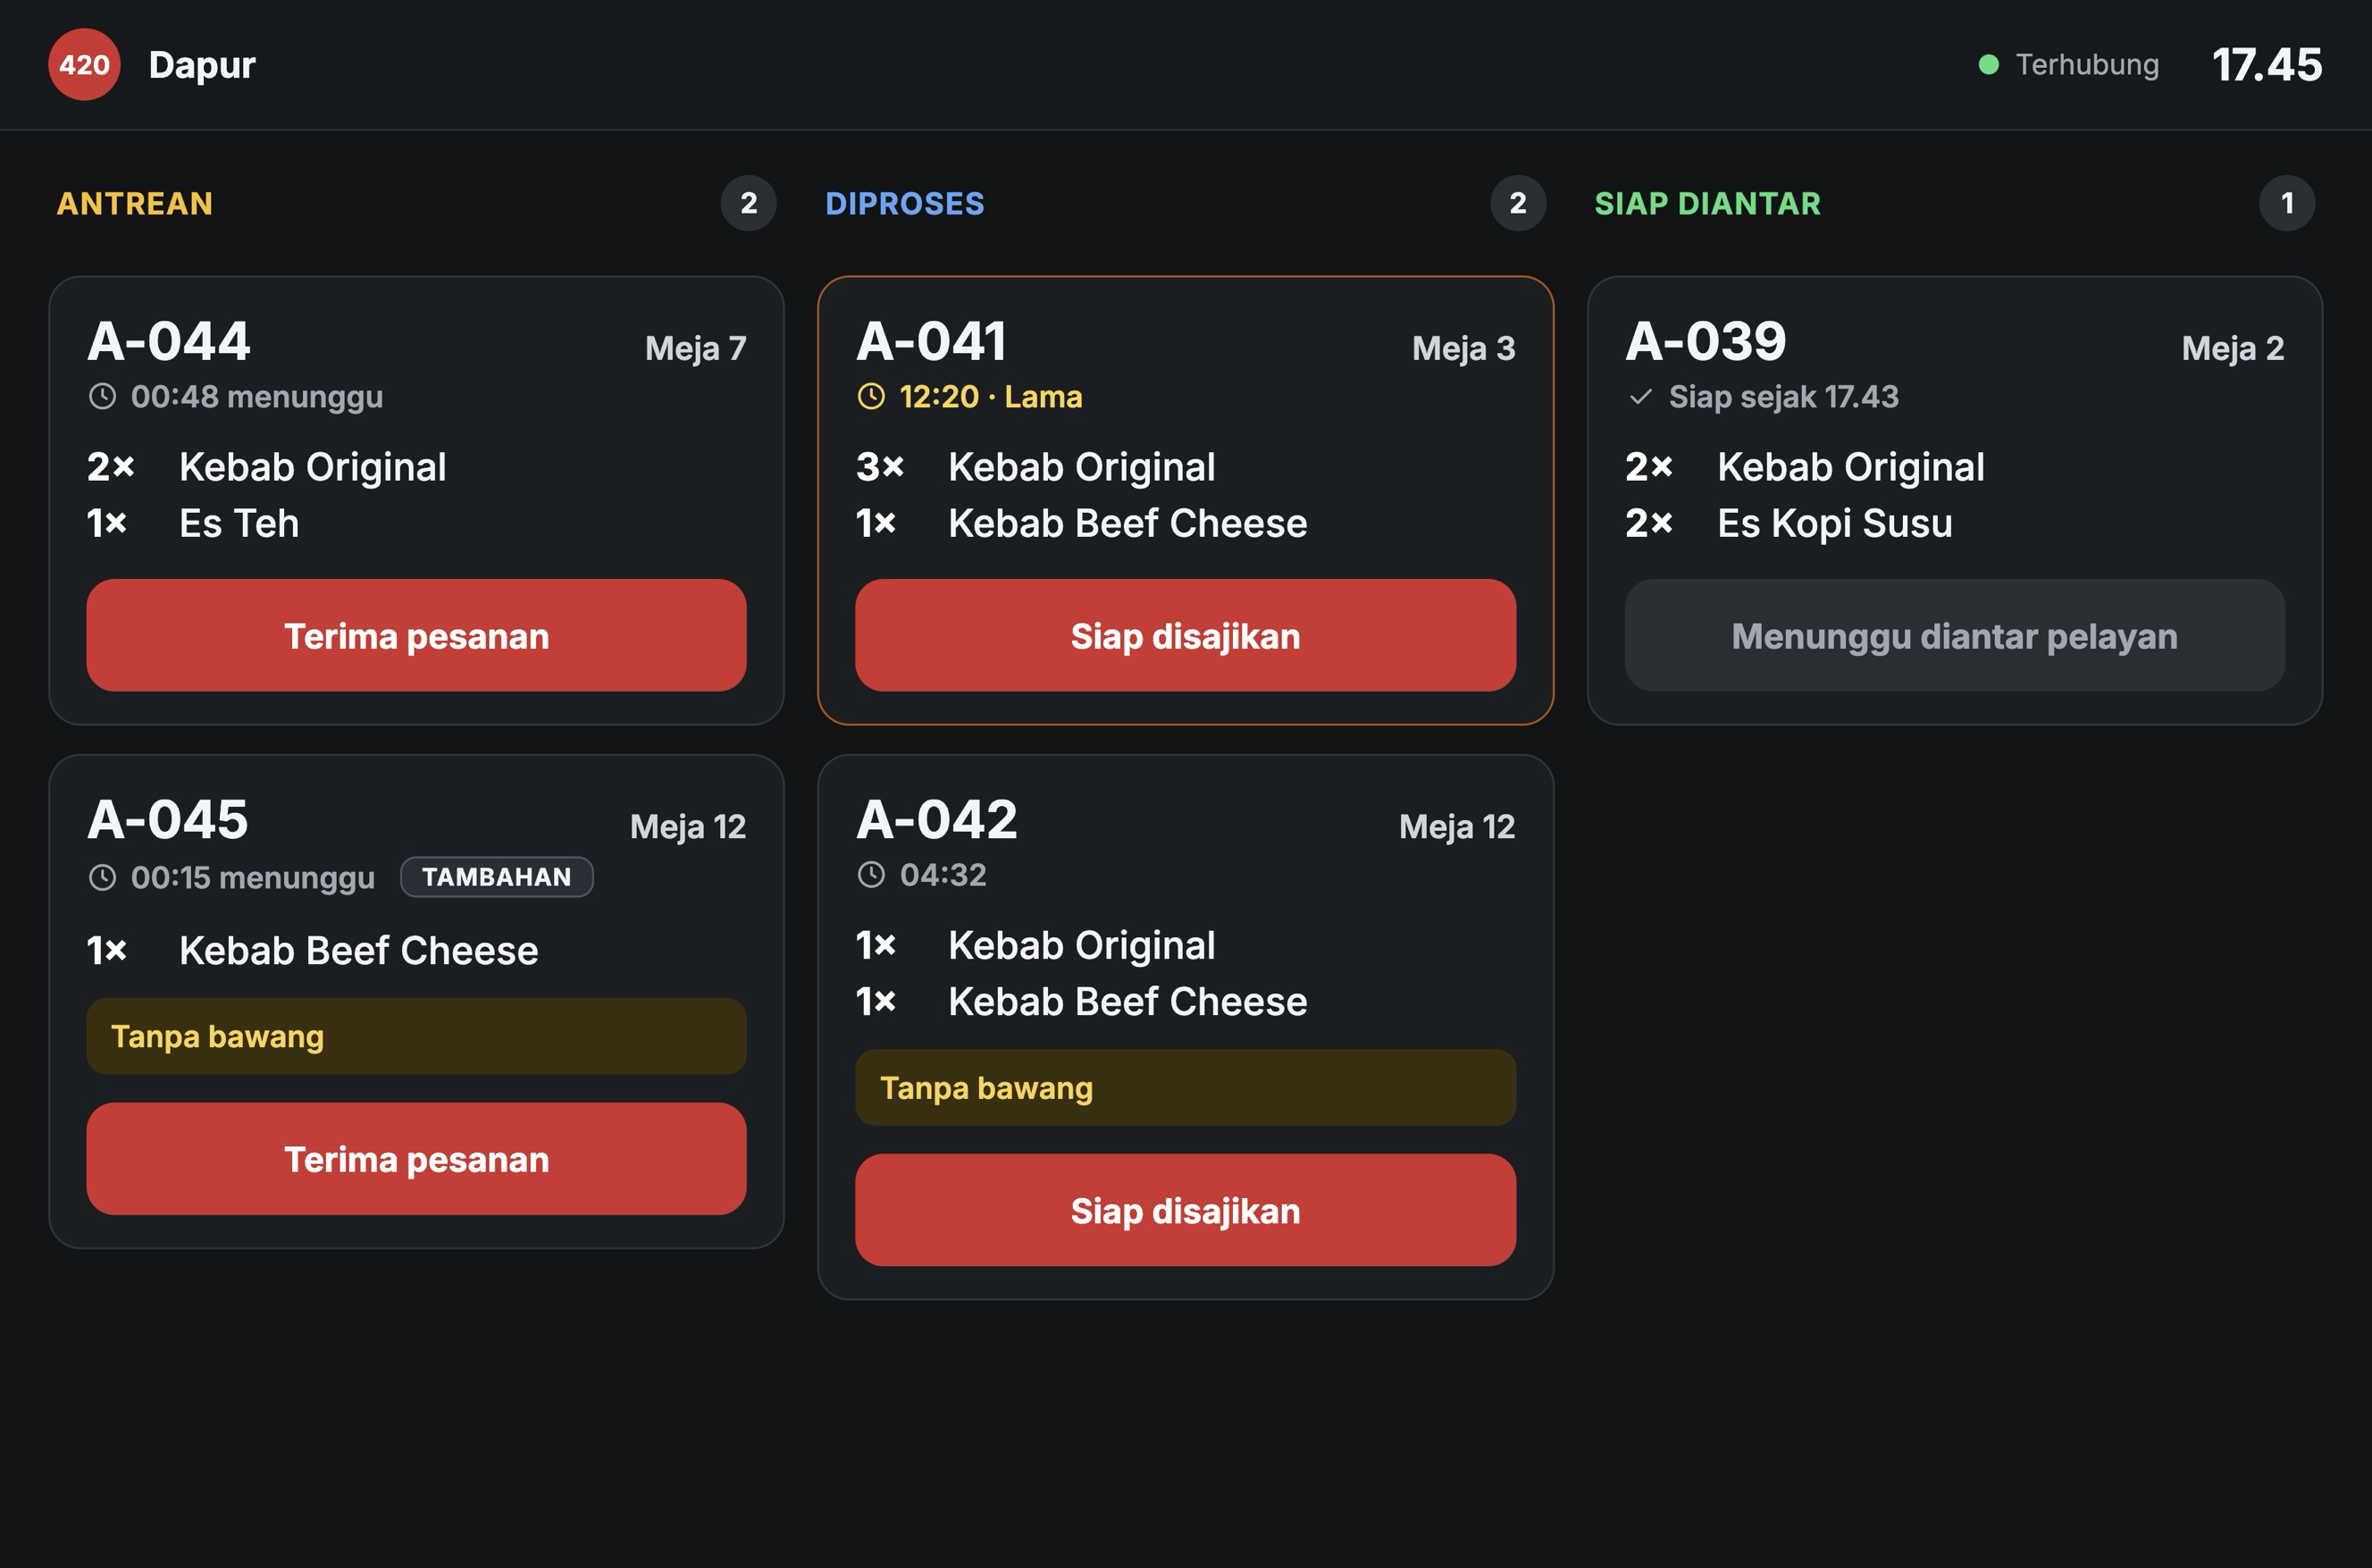 420 Dapur
Terhubung 17.45
ANTREAN 2
A-044 Meja 7
00:48 menunggu
2× Kebab Original
1× Es Teh
Terima pesanan
A-045 Meja 12
00:15 menunggu TAMBAHAN
1× Kebab Beef Cheese
Tanpa bawang
Terima pesanan
DIPROSES 2
A-041 Meja 3
12:20 · Lama
3× Kebab Original
1× Kebab Beef Cheese
Siap disajikan
A-042 Meja 12
04:32
1× Kebab Original
1× Kebab Beef Cheese
Tanpa bawang
Siap disajikan
SIAP DIANTAR 1
A-039 Meja 2
Siap sejak 17.43
2× Kebab Original
2× Es Kopi Susu
Menunggu diantar pelayan